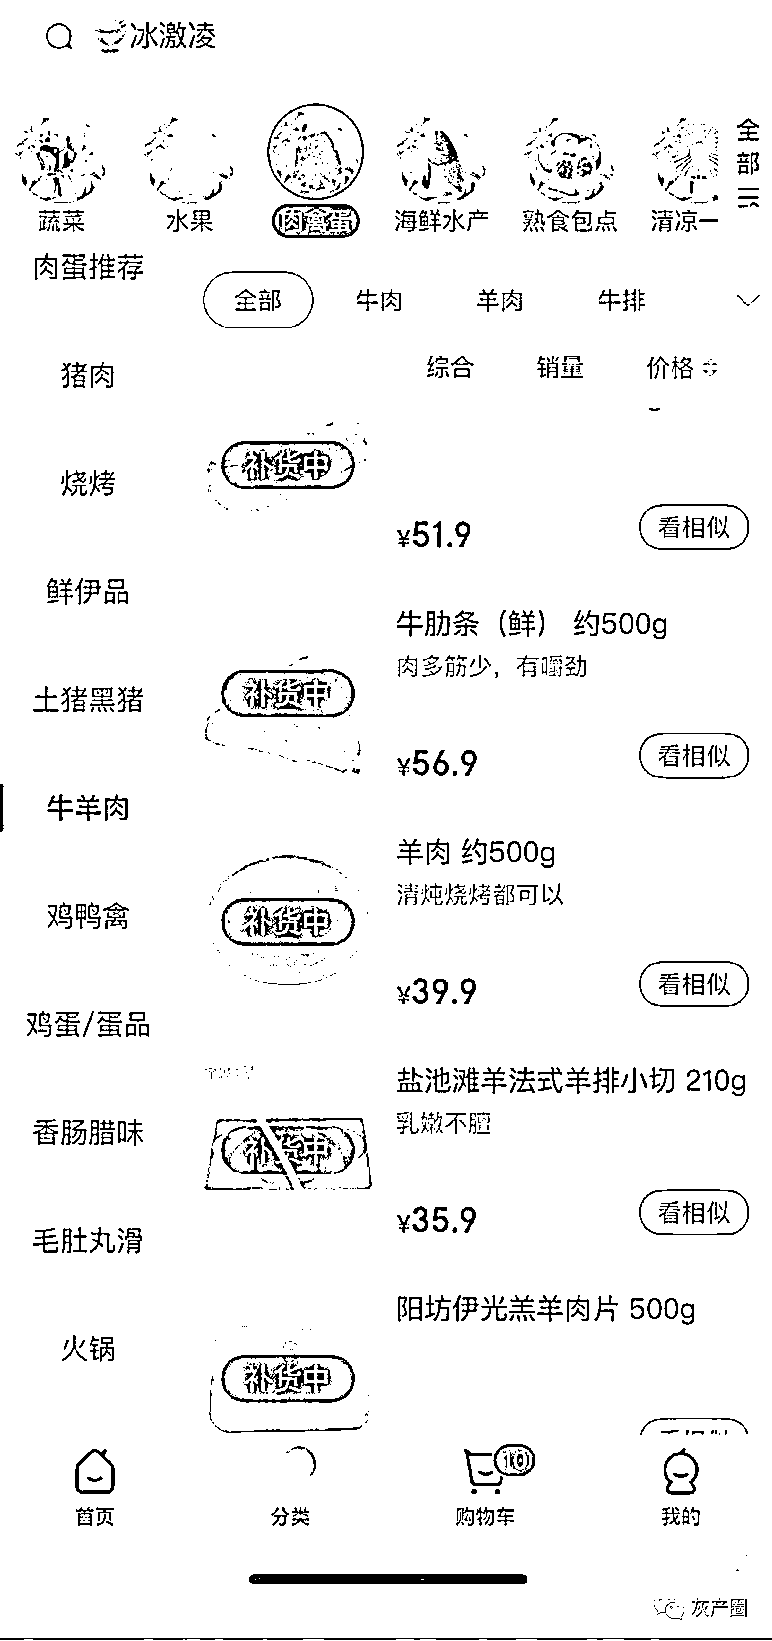 冰激凌
全部
蔬菜
水果
肉禽蛋
海鲜水产
熟食包点
清凉一
肉蛋推荐
全部
牛肉
羊肉
牛排
综合
销量
价格
猪肉
补货中
烧烤
¥51.9
看相似
鲜伊品
牛肋条（鲜） 约500g
肉多筋少，有嚼劲
补货中
土猪黑猪
¥56.9
看相似
牛羊肉
羊肉 约500g
清炖烧烤都可以
补货中
鸡鸭禽
¥39.9
看相似
鸡蛋/蛋品
盐池滩羊法式羊排小切 210g
乳嫩不膻
香肠腊味
补货中
¥35.9
看相似
毛肚丸滑
阳坊伊光羔羊肉片 500g
火锅
补货中
看相似
10
首页
分类
购物车
我的
灰产圈